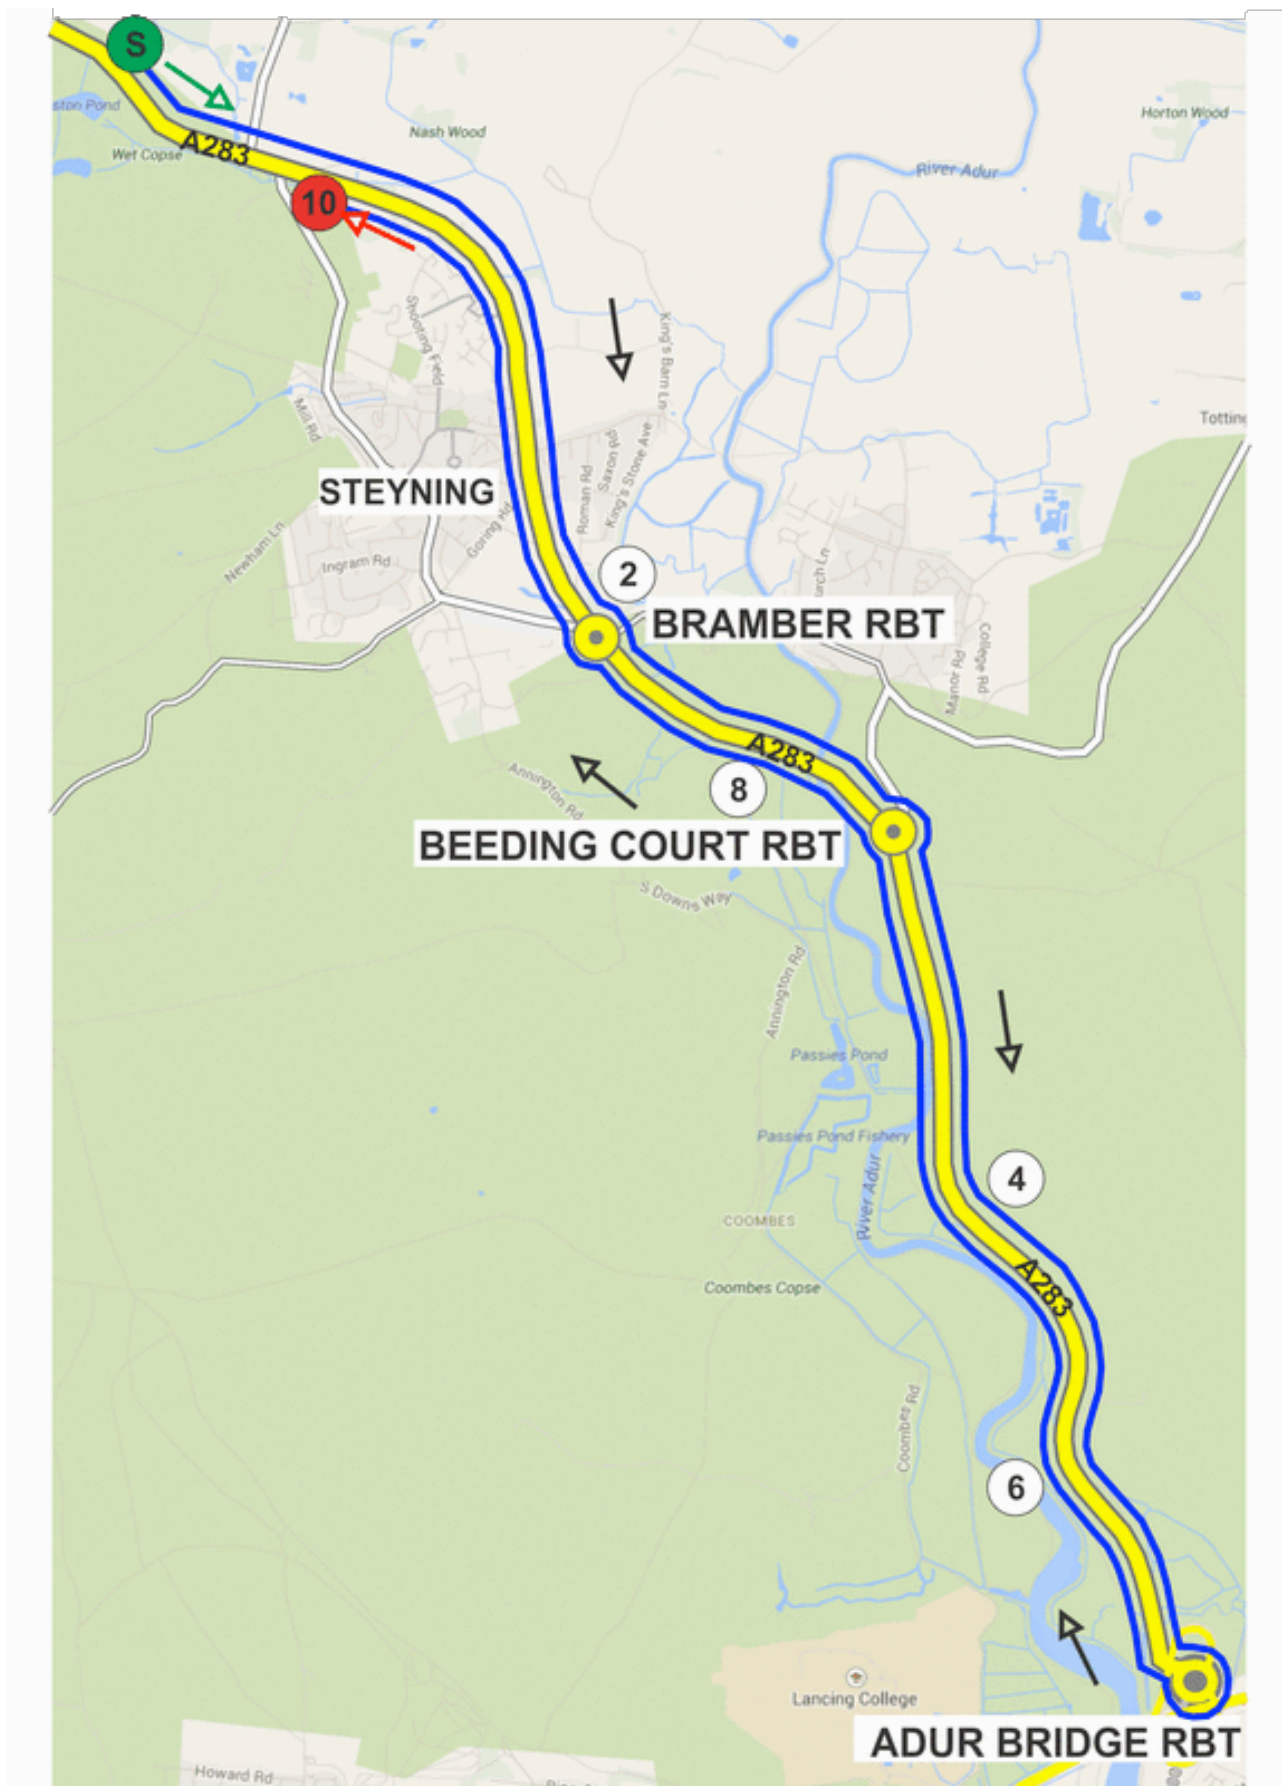 S
ston Pond
Nash Wood
Horton Wood
A283
Wet Copse
River Adur
10
Shooting Field
King's Barn Ln
Mill Rd
Totting
Saxon Rd
King's Stone Ave
Roman Rd
STEYNING
Goring Rd
Newham Ln
Ingram Rd
2
urch Ln
BRAMBER RBT
College Rd
Manor Rd
A283
8
Annington Rd
BEEDING COURT RBT
S Downs Way
Annington Rd
Passies Pond
Passies Pond Fishery
4
River Adur
COOMBES
A283
Coombes Copse
Coombes Rd
6
Lancing College
ADUR BRIDGE RBT
Howard Rd